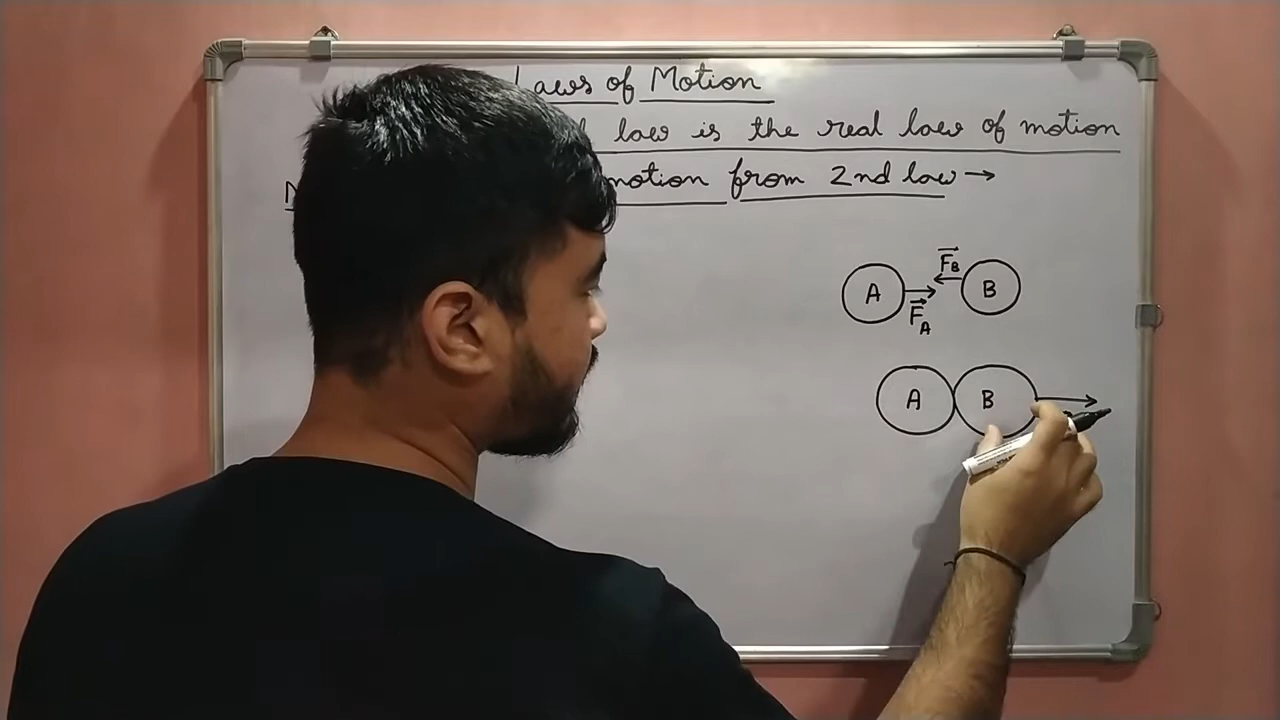 Laws of Motion
law is the real law of motion
motion from 2nd law →
F⃗B
A B
F⃗A
A B